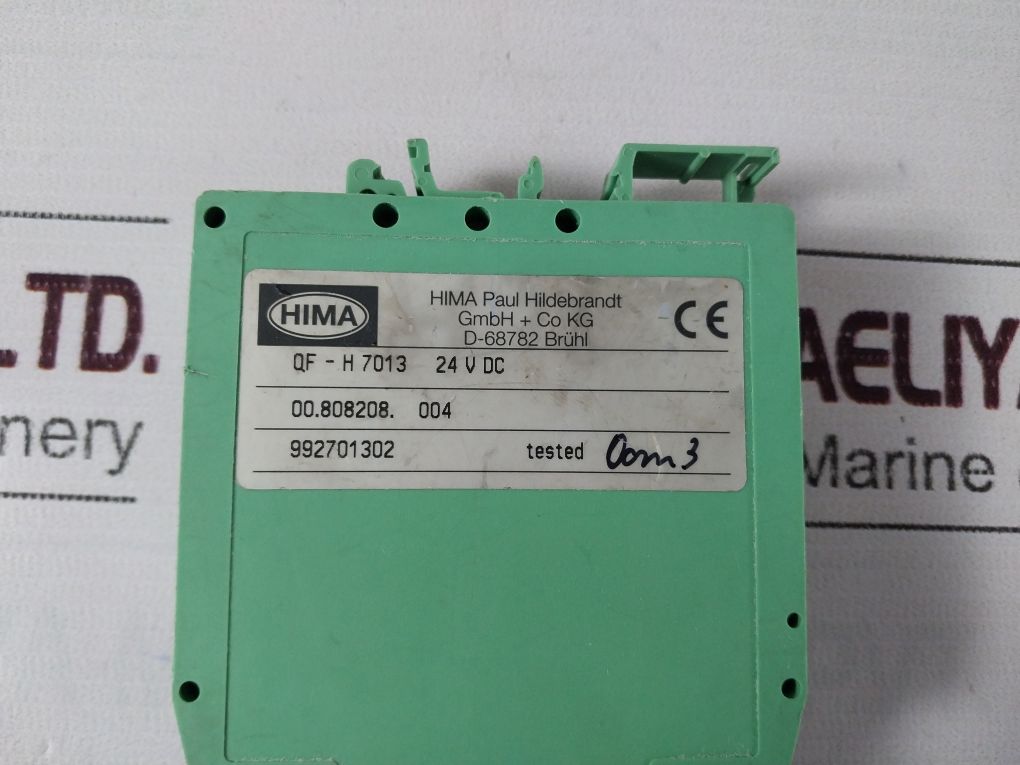 HIMA
HIMA Paul Hildebrandt
GmbH + Co KG
D-68782 Brühl
CE
QF - H 7013 24 V DC
00.808208. 004
992701302 tested
LTD.
nery
AELIYA
Marine